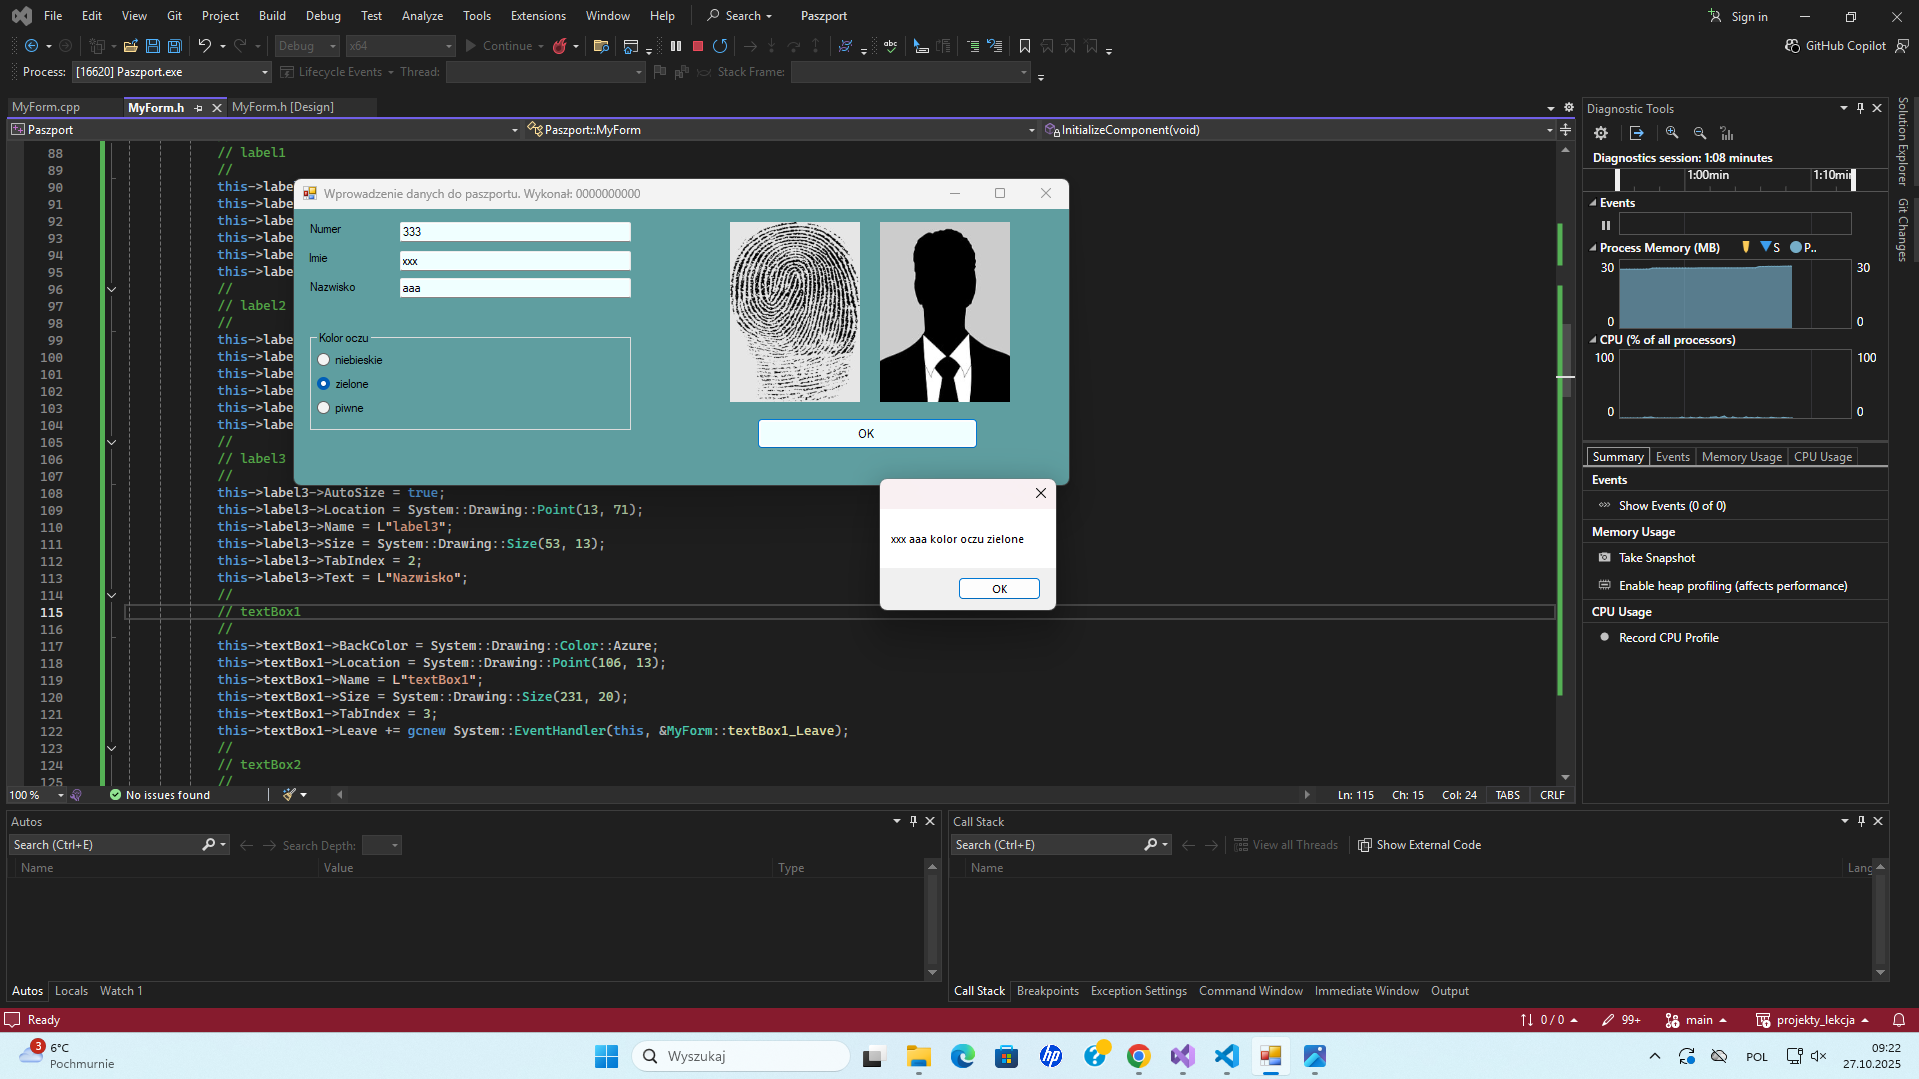 File Edit View Git Project Build Debug Test Analyze Tools Extensions Window Help Search Paszport Sign in
Debug x64 Continue GitHub Copilot
Process: [16620] Paszport.exe Lifecycle Events Thread: Stack Frame:
MyForm.cpp MyForm.h MyForm.h [Design]
Paszport Paszport::MyForm InitializeComponent(void)
88 // label1
89 //
90 this->labe
91 this->labe
92 this->labe
93 this->labe
94 this->labe
95 this->labe
96 //
97 // label2
98 //
99 this->labe
100 this->labe
101 this->labe
102 this->labe
103 this->labe
104 this->labe
105 //
106 // label3
107 //
108 this->label3->AutoSize = true;
109 this->label3->Location = System::Drawing::Point(13, 71);
110 this->label3->Name = L"label3";
111 this->label3->Size = System::Drawing::Size(53, 13);
112 this->label3->TabIndex = 2;
113 this->label3->Text = L"Nazwisko";
114 //
115 // textBox1
116 //
117 this->textBox1->BackColor = System::Drawing::Color::Azure;
118 this->textBox1->Location = System::Drawing::Point(106, 13);
119 this->textBox1->Name = L"textBox1";
120 this->textBox1->Size = System::Drawing::Size(231, 20);
121 this->textBox1->TabIndex = 3;
122 this->textBox1->Leave += gcnew System::EventHandler(this, &MyForm::textBox1_Leave);
123 //
124 // textBox2
125 //
Wprowadzenie danych do paszportu. Wykonał: 0000000000
Numer 333
Imie xxx
Nazwisko aaa
Kolor oczu
niebieskie
zielone
piwne
OK
xxx aaa kolor oczu zielone
OK
100 % No issues found Ln: 115 Ch: 15 Col: 24 TABS CRLF
Diagnostic Tools
Diagnostics session: 1:08 minutes
1:00min 1:10min
Events
Process Memory (MB) S P..
30 30
0 0
CPU (% of all processors)
100 100
0 0
Summary Events Memory Usage CPU Usage
Events
Show Events (0 of 0)
Memory Usage
Take Snapshot
Enable heap profiling (affects performance)
CPU Usage
Record CPU Profile
Solution Explorer
Git Changes
Autos
Search (Ctrl+E) Search Depth:
Name Value Type
Autos Locals Watch 1
Call Stack
Search (Ctrl+E) View all Threads Show External Code
Name Lang
Call Stack Breakpoints Exception Settings Command Window Immediate Window Output
Ready 0 / 0 99+ main projekty_lekcja
3 6°C
Pochmurnie
Wyszukaj
hp
POL
09:22
27.10.2025